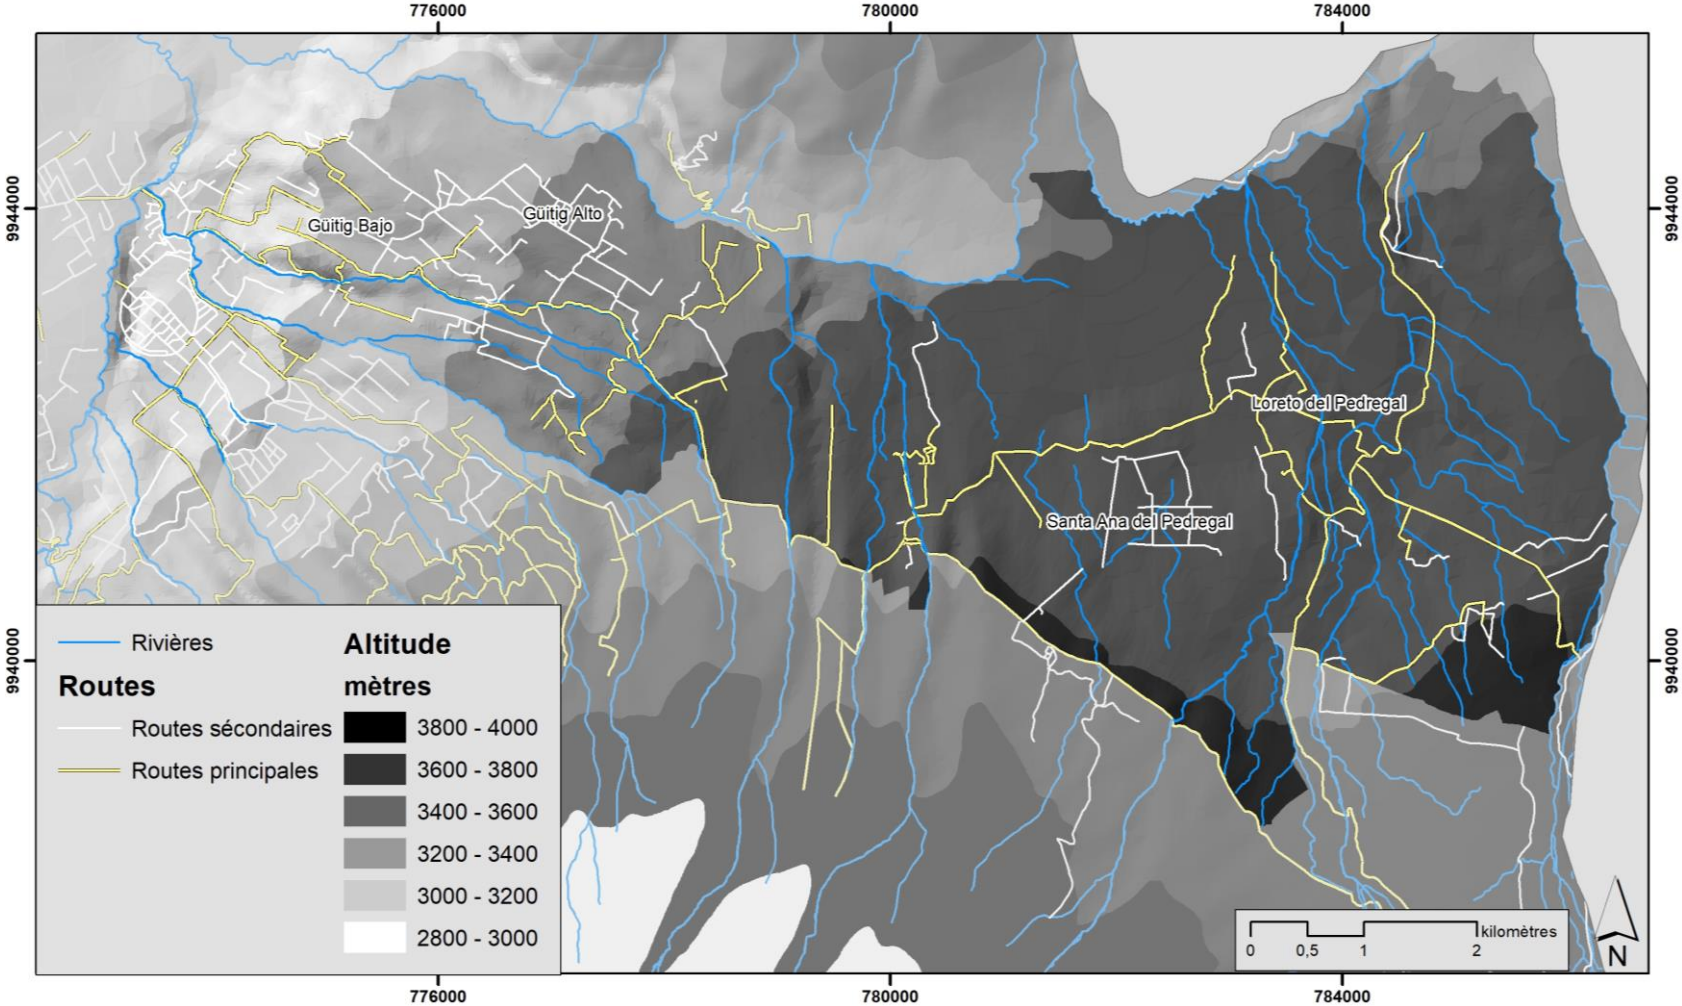 776000
780000
784000
9944000
9944000
Güitig Bajo
Güitig Alto
Loreto del Pedregal
Santa Ana del Pedregal
9940000
9940000
Rivières
Routes
Routes sécondaires
Routes principales
Altitude
mètres
3800 - 4000
3600 - 3800
3400 - 3600
3200 - 3400
3000 - 3200
2800 - 3000
kilomètres
0 0,5 1 2
N
776000
780000
784000